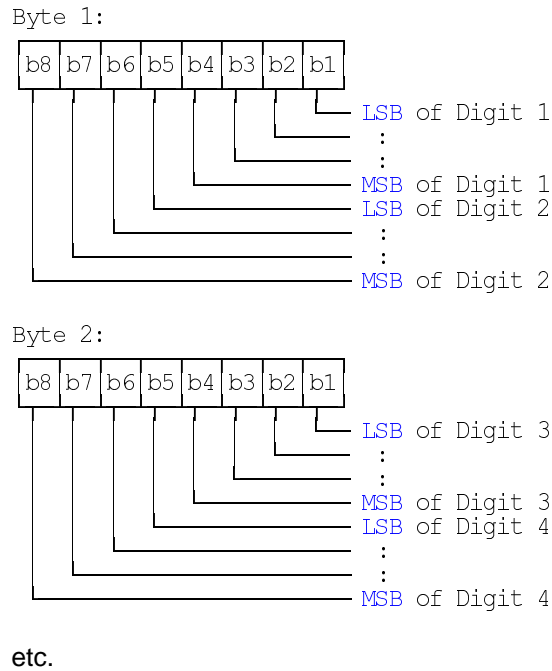 Byte 1:
b8 b7 b6 b5 b4 b3 b2 b1
LSB of Digit 1
:
:
MSB of Digit 1
LSB of Digit 2
:
:
MSB of Digit 2
Byte 2:
b8 b7 b6 b5 b4 b3 b2 b1
LSB of Digit 3
:
:
MSB of Digit 3
LSB of Digit 4
:
:
MSB of Digit 4
etc.